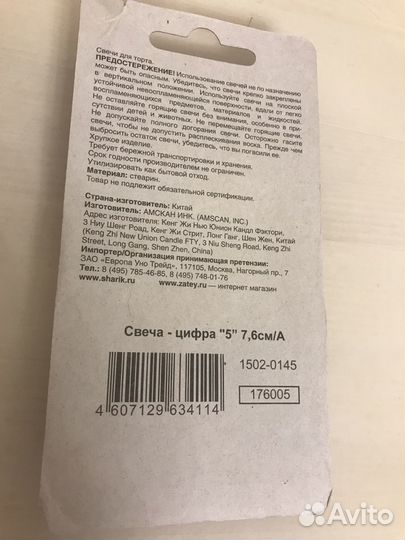 Свечи для торта.
ПРЕДОСТЕРЕЖЕНИЕ! Использование свечей не по назначению
может быть опасным. Убедитесь, что свечи крепко закреплены
в вертикальном положении. Используйте свечи на плоской
устойчивой невоспламеняющейся поверхности, вдали от легко
воспламеняющихся предметов, материалов и жидкостей.
Не оставляйте горящие свечи без внимания, особенно в при-
сутствии детей и животных. Не перемещайте горящие свечи.
Не допускайте полного догорания свечи. Осторожно гасите
свечи, чтобы не допустить расплескивания воска. Прежде чем
выбросить остаток свечи, убедитесь, что вы погасили ее.
Хрупкое изделие.
Требует бережной транспортировки и хранения.
Срок годности производителем не ограничен.
Утилизировать как бытовой отход.
Материал: стеарин.
Товар не подлежит обязательной сертификации.
Страна-изготовитель: Китай
Изготовитель: АМСКАН ИНК. (AMSCAN, INC.)
Адрес изготовителя: Кенг Жи Нью Юнион Кандл Фэктори,
3 Ниу Шенг Роад, Кенг Жи Стрит, Лонг Ганг, Шен Жен, Китай
(Keng Zhi New Union Candle FTY, 3 Niu Sheng Road, Keng Zhi
Street, Long Gang, Shen Zhen, China)
Импортер/Организация принимающая претензии:
ЗАО «Европа Уно Трейд», 117105, Москва, Нагорный пр., 7
Тел.: 8 (495) 785-46-85, 8 (495) 748-01-76
www.sharik.ru www.zatey.ru — интернет магазин
Свеча - цифра "5" 7,6см/А
1502-0145
176005
4 607129 634114
Avito